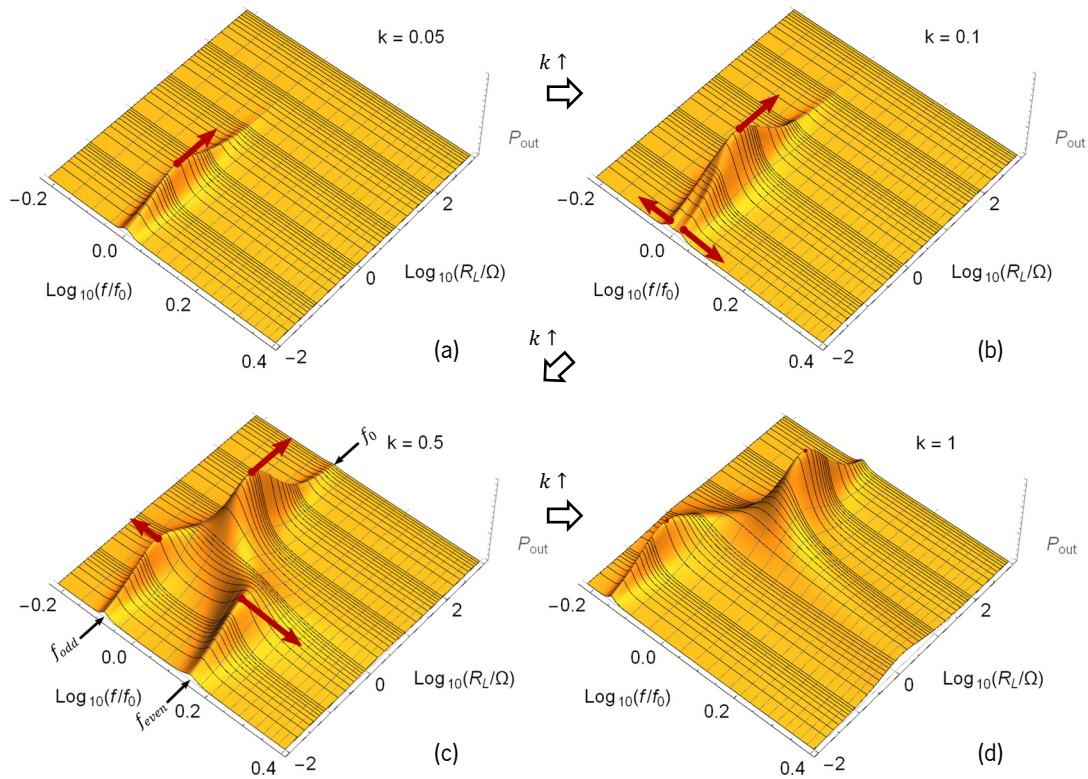 k = 0.05
P_out
-0.2
0.0
0.2
0.4
Log₁₀(f/f₀)
-2
0
2
Log₁₀(R_L/Ω)
(a)
k ↑
k = 0.1
P_out
-0.2
0.0
0.2
0.4
Log₁₀(f/f₀)
-2
0
2
Log₁₀(R_L/Ω)
(b)
k ↑
k = 0.5
f₀
P_out
-0.2
0.0
0.2
0.4
f_odd
f_even
Log₁₀(f/f₀)
-2
0
2
Log₁₀(R_L/Ω)
(c)
k ↑
k = 1
P_out
-0.2
0.0
0.2
0.4
Log₁₀(f/f₀)
-2
0
2
Log₁₀(R_L/Ω)
(d)